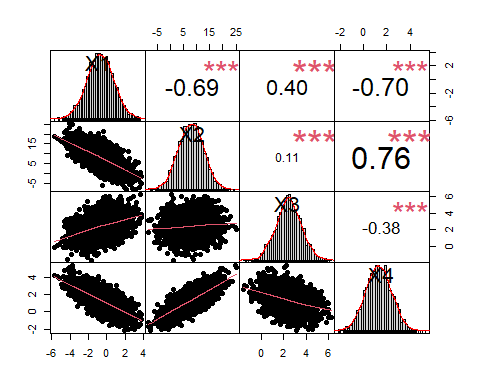 -5 5 15 25 -2 0 2 4
X1 *** -0.69 *** 0.40 *** -0.70 *** -6 -2 2
-5 5 15 X2 *** 0.11 *** 0.76
X3 *** -0.38 0 2 4 6
-2 0 2 4 X4
-6 -4 -2 0 2 4 0 2 4 6